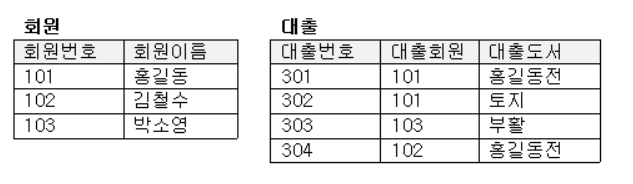 회원
회원번호 회원이름
101 홍길동
102 김철수
103 박소영
대출
대출번호 대출회원 대출도서
301 101 홍길동전
302 101 토지
303 103 부활
304 102 홍길동전